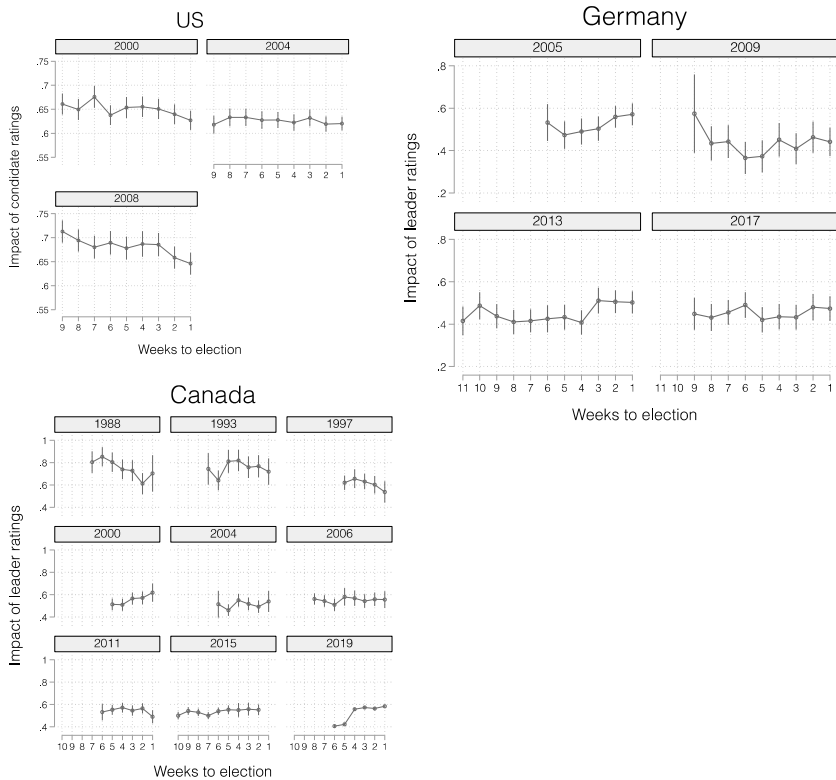 US
2000
2004
.75
.7
.65
.6
.55
9 8 7 6 5 4 3 2 1
2008
.75
.7
.65
.6
.55
9 8 7 6 5 4 3 2 1
Impact of candidate ratings
Weeks to election
Germany
2005
2009
.8
.6
.4
.2
2013
2017
.8
.6
.4
.2
11 10 9 8 7 6 5 4 3 2 1
11 10 9 8 7 6 5 4 3 2 1
Impact of leader ratings
Weeks to election
Canada
1988
1993
1997
1
.8
.6
.4
2000
2004
2006
1
.8
.6
.4
2011
2015
2019
1
.8
.6
.4
10 9 8 7 6 5 4 3 2 1
10 9 8 7 6 5 4 3 2 1
10 9 8 7 6 5 4 3 2 1
Impact of leader ratings
Weeks to election